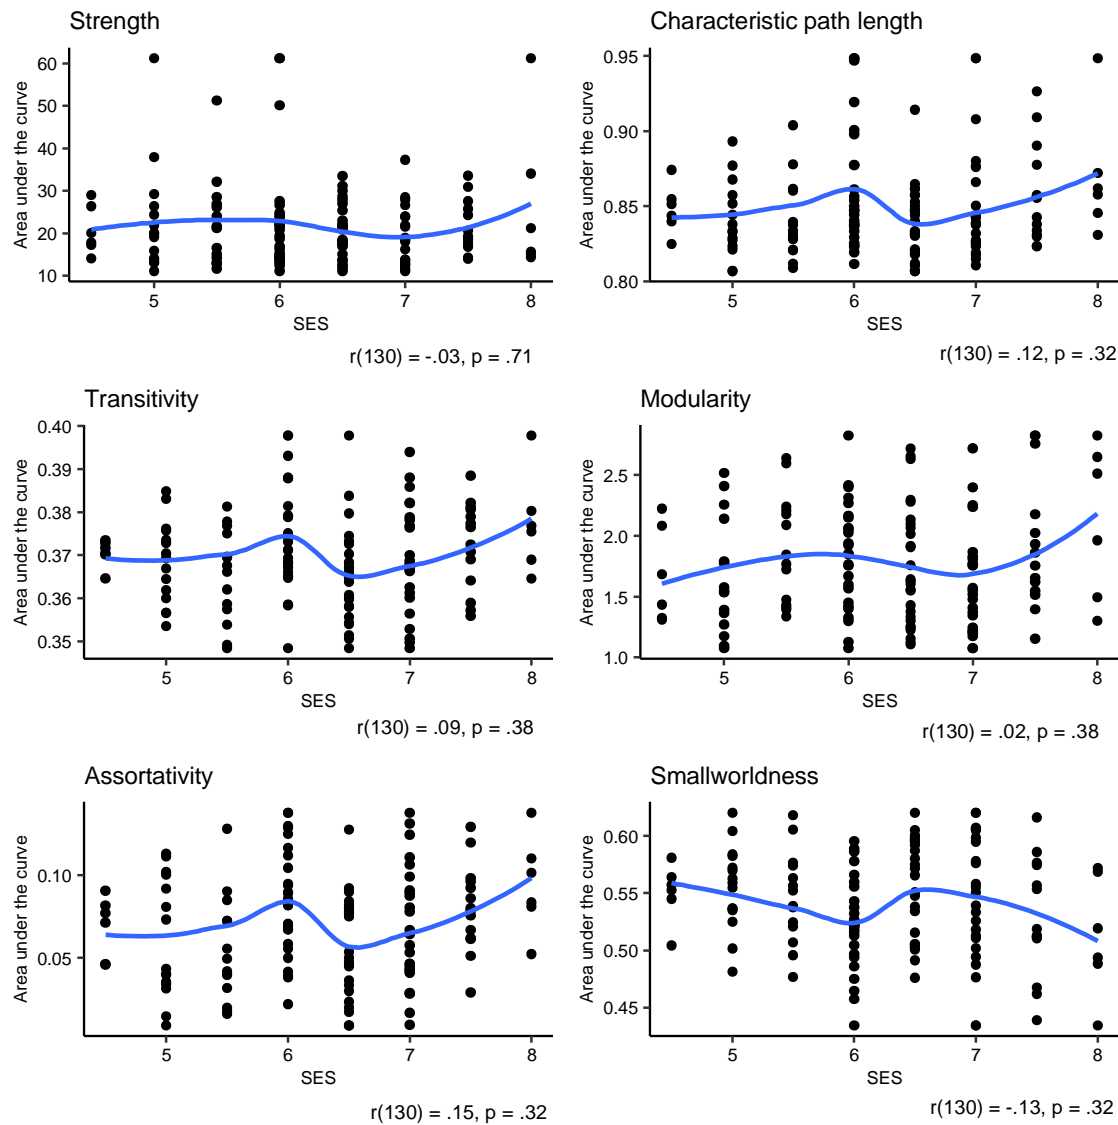 Strength
Area under the curve
60
50
40
30
20
10
5 6 7 8
SES
r(130) = -.03, p = .71
Characteristic path length
Area under the curve
0.95
0.90
0.85
0.80
5 6 7 8
SES
r(130) = .12, p = .32
Transitivity
Area under the curve
0.40
0.39
0.38
0.37
0.36
0.35
5 6 7 8
SES
r(130) = .09, p = .38
Modularity
Area under the curve
2.5
2.0
1.5
1.0
5 6 7 8
SES
r(130) = .02, p = .38
Assortativity
Area under the curve
0.10
0.05
5 6 7 8
SES
r(130) = .15, p = .32
Smallworldness
Area under the curve
0.60
0.55
0.50
0.45
5 6 7 8
SES
r(130) = -.13, p = .32